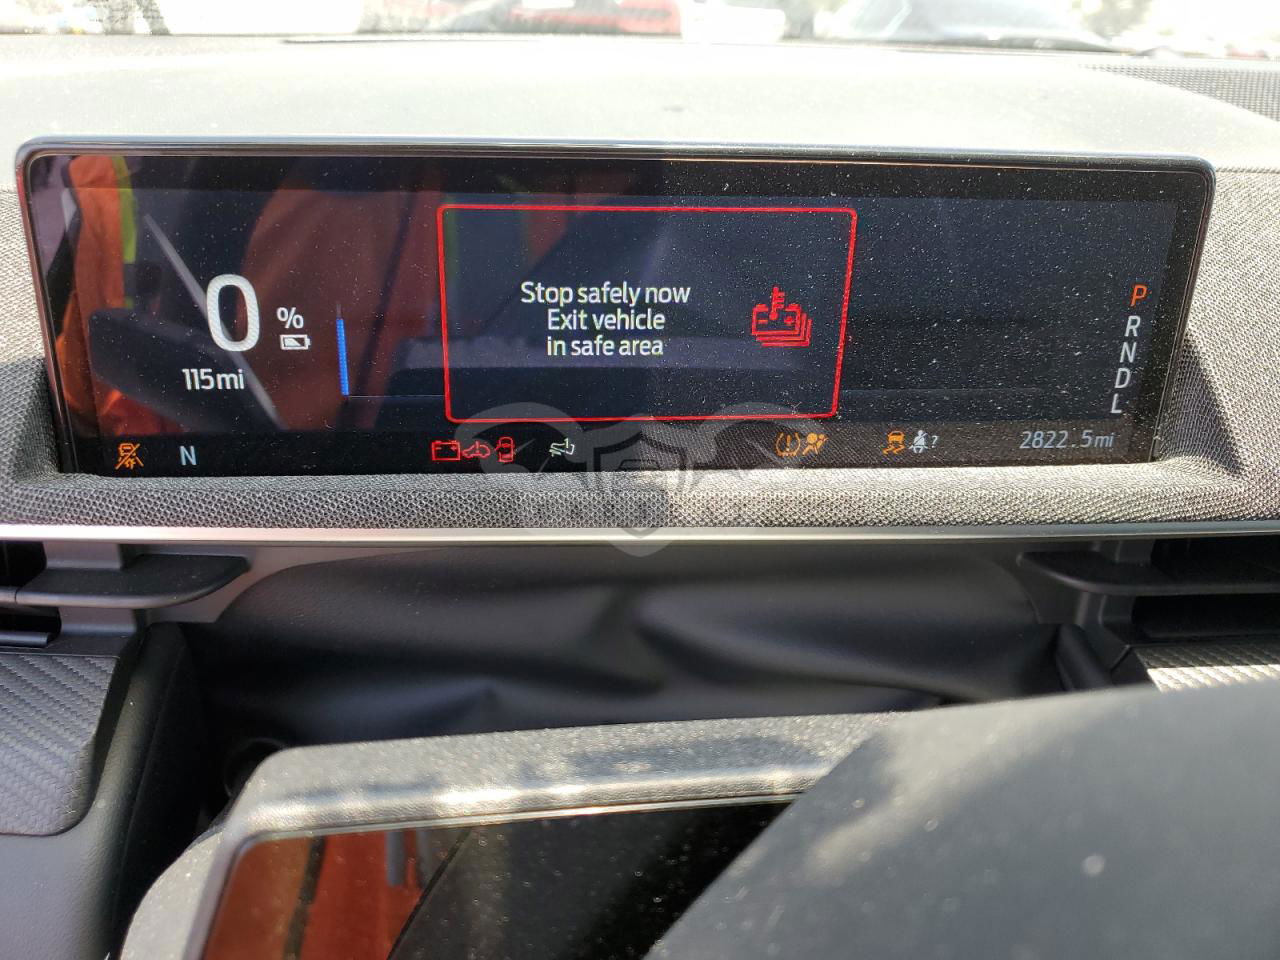 0 %
115mi
Stop safely now
Exit vehicle
in safe area
P
R
N
D
L
N
?
2822.5mi